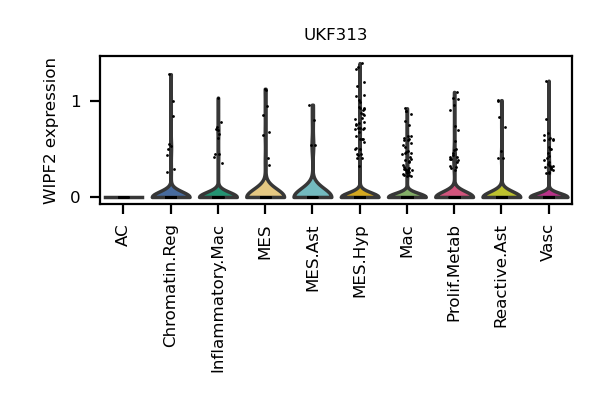 UKF313
WIPF2 expression
1
0
AC
Chromatin.Reg
Inflammatory.Mac
MES
MES.Ast
MES.Hyp
Mac
Prolif.Metab
Reactive.Ast
Vasc